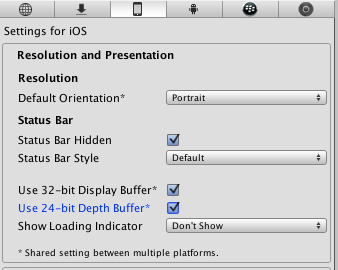 Settings for iOS
Resolution and Presentation
Resolution
Default Orientation* Portrait
Status Bar
Status Bar Hidden
Status Bar Style Default
Use 32-bit Display Buffer*
Use 24-bit Depth Buffer*
Show Loading Indicator Don't Show
* Shared setting between multiple platforms.